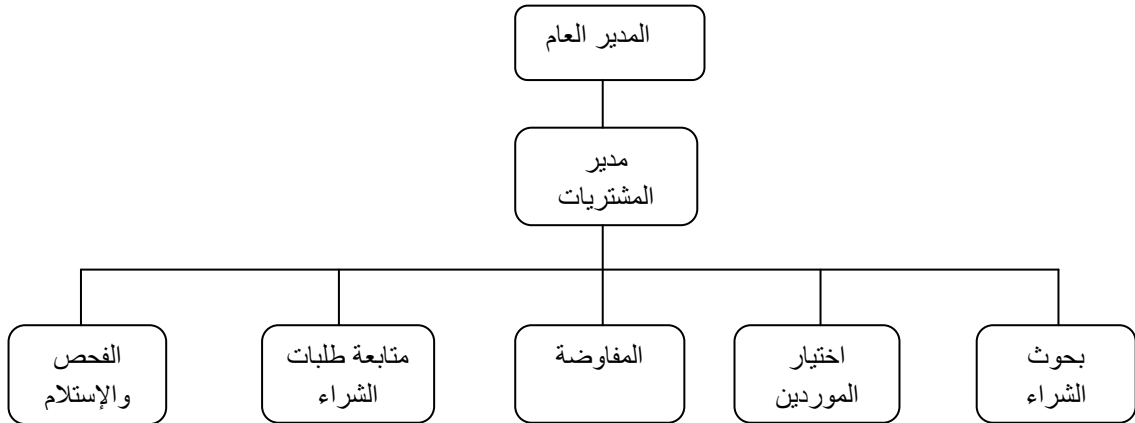 المدير العام
مدير
المشتريات
بحوث
الشراء
اختيار
الموردين
المفاوضة
متابعة طلبات
الشراء
الفحص
والإستلام